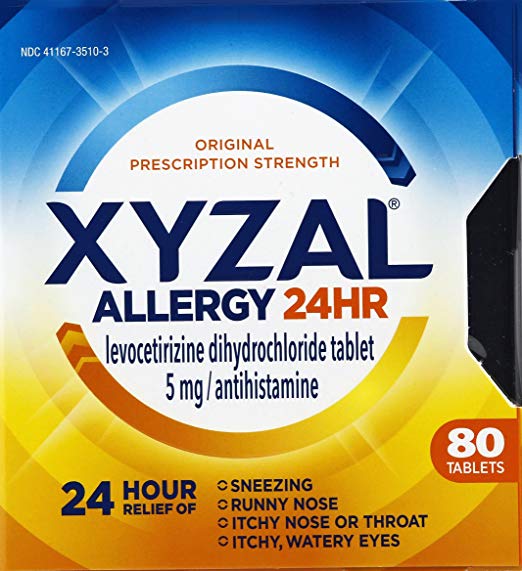 NDC 41167-3510-3
ORIGINAL
PRESCRIPTION STRENGTH
XYZAL®
ALLERGY 24HR
levocetirizine dihydrochloride tablet
5 mg/antihistamine
80
TABLETS
24 HOUR
RELIEF OF
SNEEZING
RUNNY NOSE
ITCHY NOSE OR THROAT
ITCHY, WATERY EYES